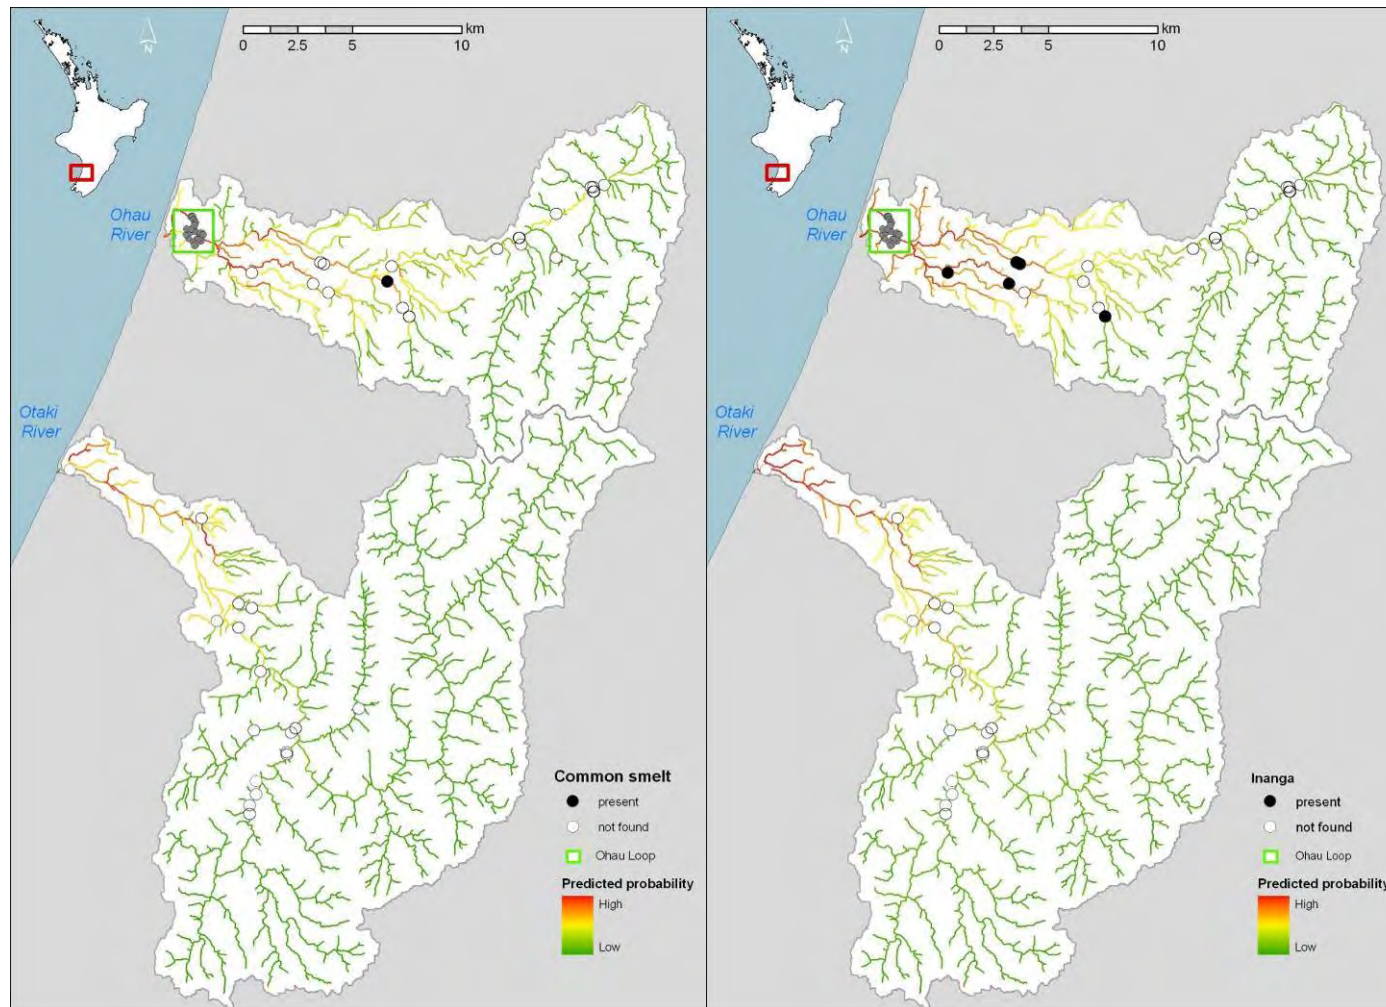 N
km
0 2.5 5 10
Ohau
River
Otaki
River
Common smelt
present
not found
Ohau Loop
Predicted probability
High
Low
N
km
0 2.5 5 10
Ohau
River
Otaki
River
Inanga
present
not found
Ohau Loop
Predicted probability
High
Low